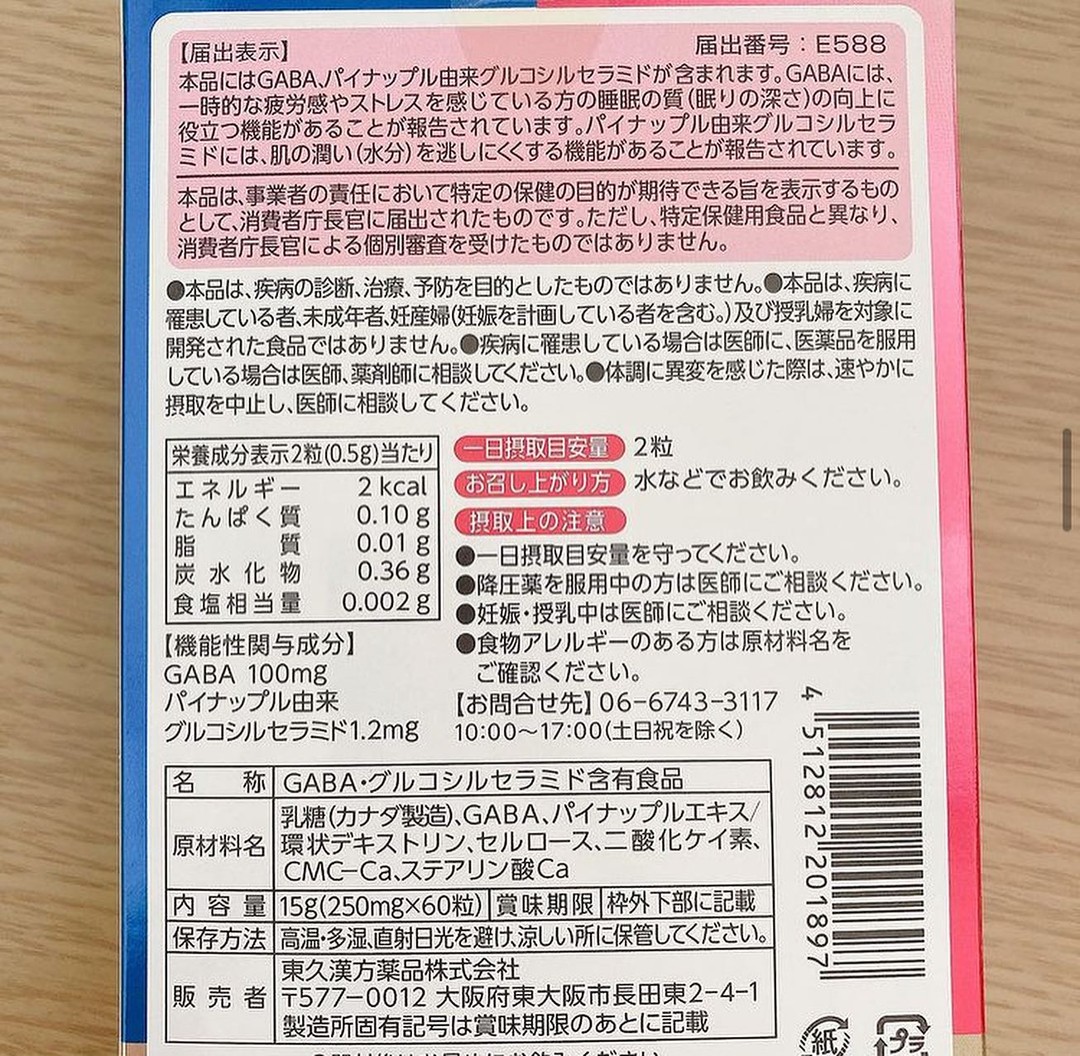 【届出表示】 届出番号：E588
本品にはGABA、パイナップル由来グルコシルセラミドが含まれます。GABAには、
一時的な疲労感やストレスを感じている方の睡眠の質（眠りの深さ）の向上に
役立つ機能があることが報告されています。パイナップル由来グルコシルセラ
ミドには、肌の潤い（水分）を逃しにくくする機能があることが報告されています。
本品は、事業者の責任において特定の保健の目的が期待できる旨を表示するもの
として、消費者庁長官に届出されたものです。ただし、特定保健用食品と異なり、
消費者庁長官による個別審査を受けたものではありません。
●本品は、疾病の診断、治療、予防を目的としたものではありません。●本品は、疾病に
罹患している者、未成年者、妊産婦（妊娠を計画している者を含む。）及び授乳婦を対象に
開発された食品ではありません。●疾病に罹患している場合は医師に、医薬品を服用
している場合は医師、薬剤師に相談してください。●体調に異変を感じた際は、速やかに
摂取を中止し、医師に相談してください。
栄養成分表示2粒(0.5g)当たり
エネルギー 2 kcal
たんぱく質 0.10 g
脂質 0.01 g
炭水化物 0.36 g
食塩相当量 0.002 g
【機能性関与成分】
GABA 100mg
パイナップル由来
グルコシルセラミド1.2mg
一日摂取目安量 2粒
お召し上がり方 水などでお飲みください。
摂取上の注意
●一日摂取目安量を守ってください。
●降圧薬を服用中の方は医師にご相談ください。
●妊娠・授乳中は医師にご相談ください。
●食物アレルギーのある方は原材料名を
ご確認ください。
【お問合せ先】06-6743-3117
10:00～17:00(土日祝を除く)
名称 GABA・グルコシルセラミド含有食品
原材料名 乳糖（カナダ製造）、GABA、パイナップルエキス/
環状デキストリン、セルロース、二酸化ケイ素、
CMC-Ca、ステアリン酸Ca
内容量 15g(250mg×60粒) 賞味期限 枠外下部に記載
保存方法 高温・多湿、直射日光を避け、涼しい所に保管してください。
販売者 東久漢方薬品株式会社
〒577-0012 大阪府東大阪市長田東2-4-1
製造所固有記号は賞味期限のあとに記載
4 512812 201897
紙 プラ